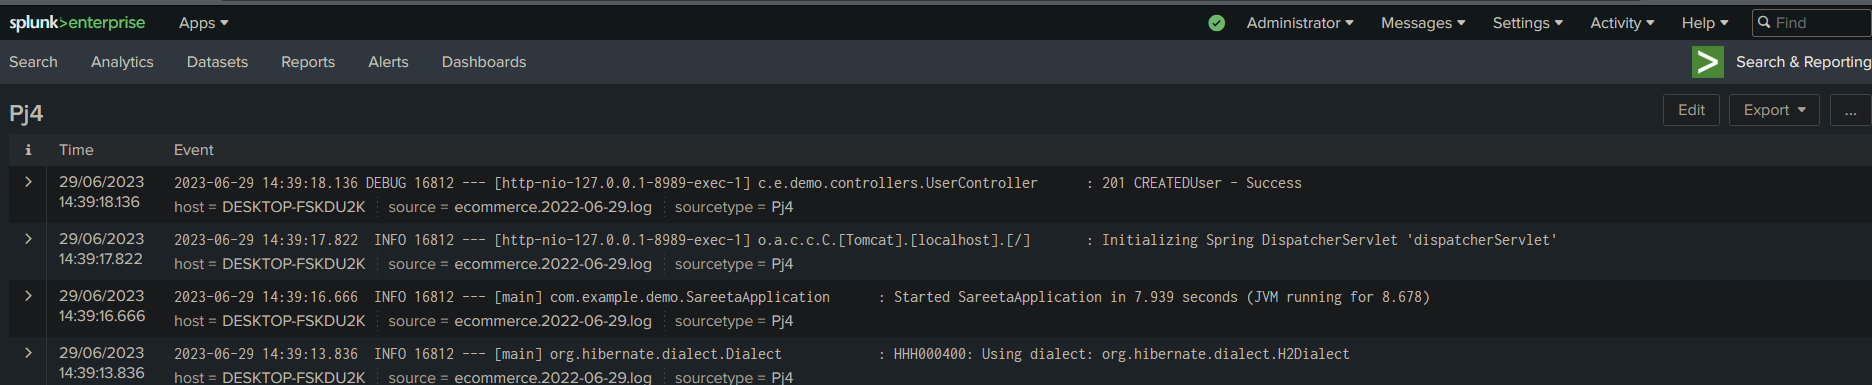 splunk>enterprise Apps Administrator Messages Settings Activity Help Find
Search Analytics Datasets Reports Alerts Dashboards Search & Reporting
Pj4 Edit Export ...
i Time Event
29/06/2023 2023-06-29 14:39:18.136 DEBUG 16812 --- [http-nio-127.0.0.1-8989-exec-1] c.e.demo.controllers.UserController : 201 CREATEDUser - Success
14:39:18.136 host = DESKTOP-FSKDU2K source = ecommerce.2022-06-29.log sourcetype = Pj4
29/06/2023 2023-06-29 14:39:17.822 INFO 16812 --- [http-nio-127.0.0.1-8989-exec-1] o.a.c.c.C.[Tomcat].[localhost].[/] : Initializing Spring DispatcherServlet 'dispatcherServlet'
14:39:17.822 host = DESKTOP-FSKDU2K source = ecommerce.2022-06-29.log sourcetype = Pj4
29/06/2023 2023-06-29 14:39:16.666 INFO 16812 --- [main] com.example.demo.SareetaApplication : Started SareetaApplication in 7.939 seconds (JVM running for 8.678)
14:39:16.666 host = DESKTOP-FSKDU2K source = ecommerce.2022-06-29.log sourcetype = Pj4
29/06/2023 2023-06-29 14:39:13.836 INFO 16812 --- [main] org.hibernate.dialect.Dialect : HHH000400: Using dialect: org.hibernate.dialect.H2Dialect
14:39:13.836 host = DESKTOP-FSKDU2K source = ecommerce.2022-06-29.log sourcetype = Pj4